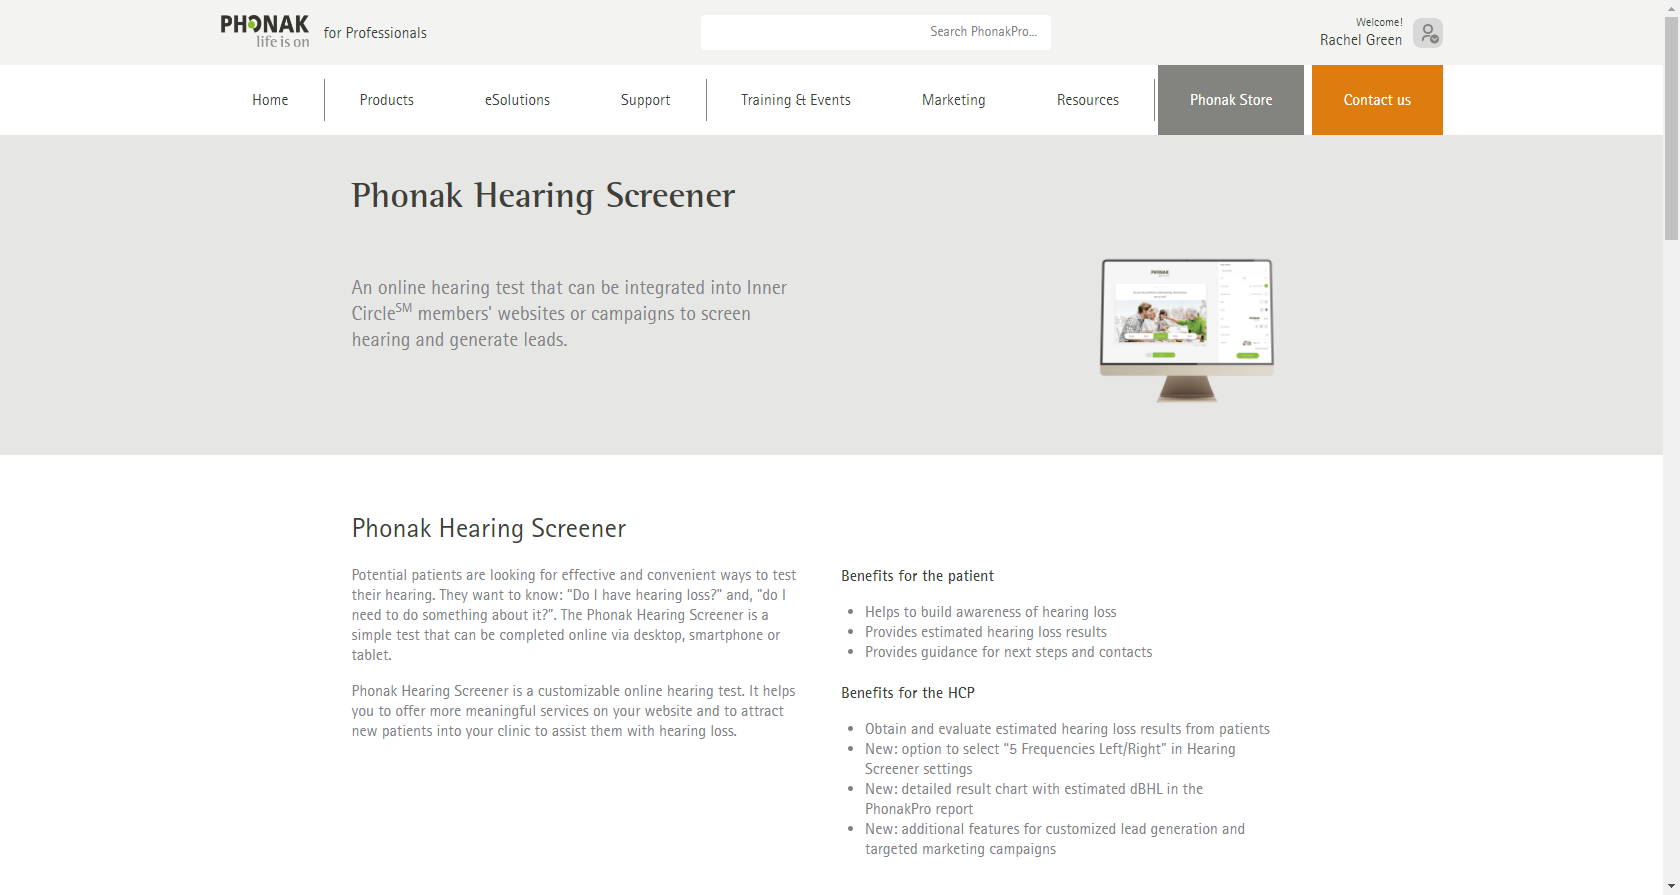 PHONAK
life is on
for Professionals
Search PhonakPro...
Welcome!
Rachel Green
Home
Products
eSolutions
Support
Training & Events
Marketing
Resources
Phonak Store
Contact us
Phonak Hearing Screener
An online hearing test that can be integrated into Inner
CircleSM members' websites or campaigns to screen
hearing and generate leads.
PHONAK
Phonak Hearing Screener
Potential patients are looking for effective and convenient ways to test
their hearing. They want to know: “Do I have hearing loss?” and, "do I
need to do something about it?”. The Phonak Hearing Screener is a
simple test that can be completed online via desktop, smartphone or
tablet.
Phonak Hearing Screener is a customizable online hearing test. It helps
you to offer more meaningful services on your website and to attract
new patients into your clinic to assist them with hearing loss.
Benefits for the patient
• Helps to build awareness of hearing loss
• Provides estimated hearing loss results
• Provides guidance for next steps and contacts
Benefits for the HCP
• Obtain and evaluate estimated hearing loss results from patients
• New: option to select “5 Frequencies Left/Right” in Hearing
Screener settings
• New: detailed result chart with estimated dBHL in the
PhonakPro report
• New: additional features for customized lead generation and
targeted marketing campaigns